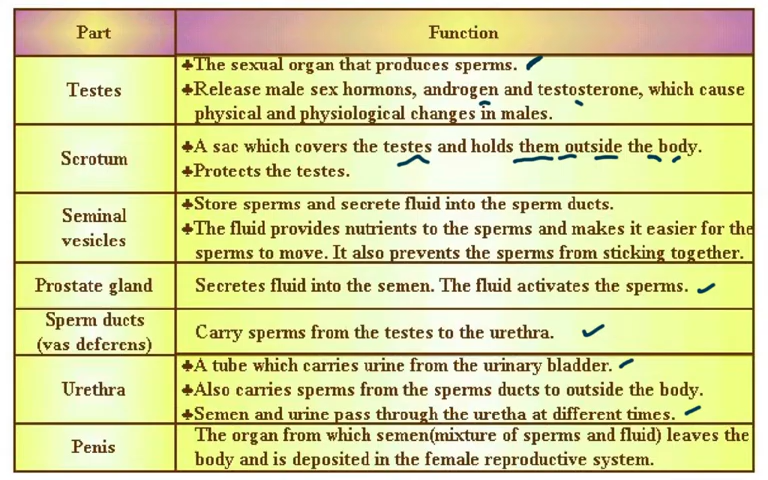 Part
Function
Testes
♣The sexual organ that produces sperms.
♣Release male sex hormons, androgen and testosterone, which cause
physical and physiological changes in males.
Scrotum
♣A sac which covers the testes and holds them outside the body.
♣Protects the testes.
Seminal
vesicles
♣Store sperms and secrete fluid into the sperm ducts.
♣The fluid provides nutrients to the sperms and makes it easier for the
sperms to move. It also prevents the sperms from sticking together.
Prostate gland
Secretes fluid into the semen. The fluid activates the sperms.
Sperm ducts
(vas deferens)
Carry sperms from the testes to the urethra.
Urethra
♣A tube which carries urine from the urinary bladder.
♣Also carries sperms from the sperms ducts to outside the body.
♣Semen and urine pass through the uretha at different times.
Penis
The organ from which semen(mixture of sperms and fluid) leaves the
body and is deposited in the female reproductive system.